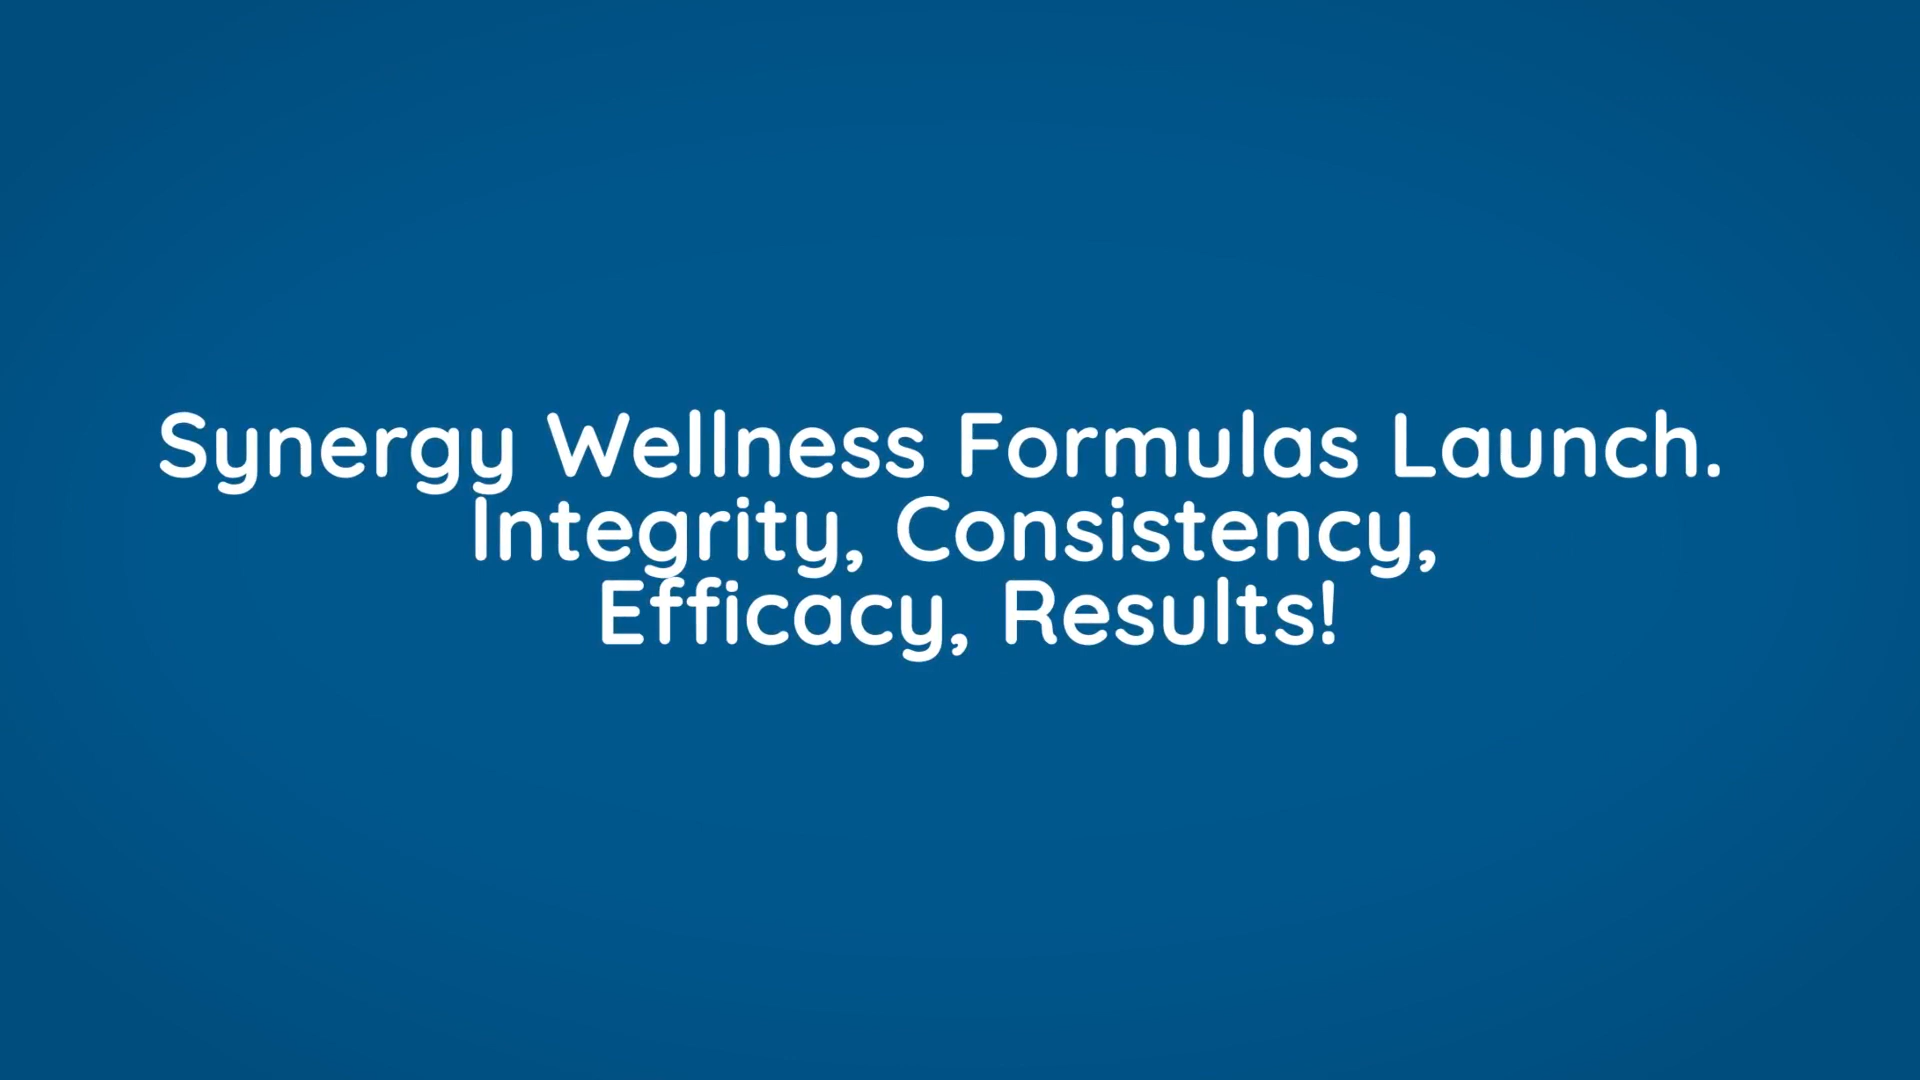 Synergy Wellness Formulas Launch.
Integrity, Consistency,
Efficacy, Results!